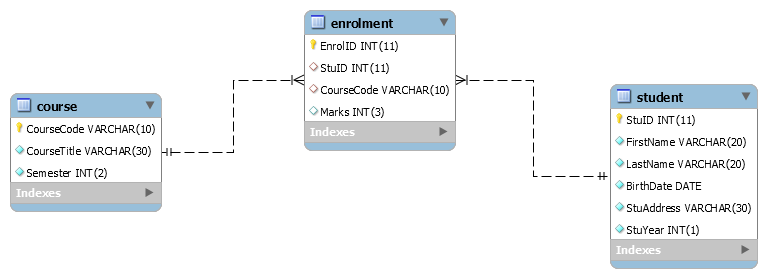 enrolment
EnrolID INT(11)
StuID INT(11)
CourseCode VARCHAR(10)
Marks INT(3)
Indexes
course
CourseCode VARCHAR(10)
CourseTitle VARCHAR(30)
Semester INT(2)
Indexes
student
StuID INT(11)
FirstName VARCHAR(20)
LastName VARCHAR(20)
BirthDate DATE
StuAddress VARCHAR(30)
StuYear INT(1)
Indexes